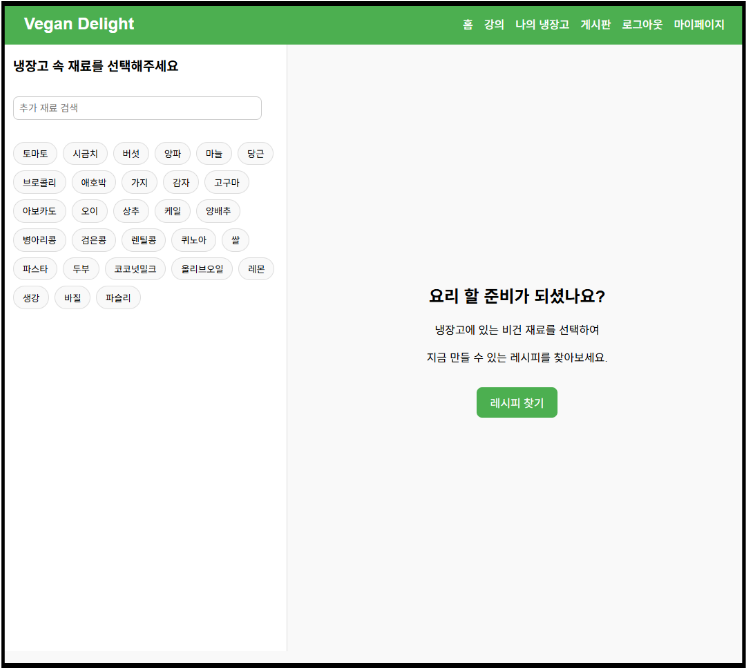 Vegan Delight
홈 강의 나의 냉장고 게시판 로그아웃 마이페이지
냉장고 속 재료를 선택해주세요
추가 재료 검색
토마토 시금치 버섯 양파 마늘 당근
브로콜리 애호박 가지 감자 고구마
아보카도 오이 상추 케일 양배추
병아리콩 검은콩 렌틸콩 퀴노아 쌀
파스타 두부 코코넛밀크 올리브오일 레몬
생강 바질 파슬리
요리 할 준비가 되셨나요?
냉장고에 있는 비건 재료를 선택하여
지금 만들 수 있는 레시피를 찾아보세요.
레시피 찾기